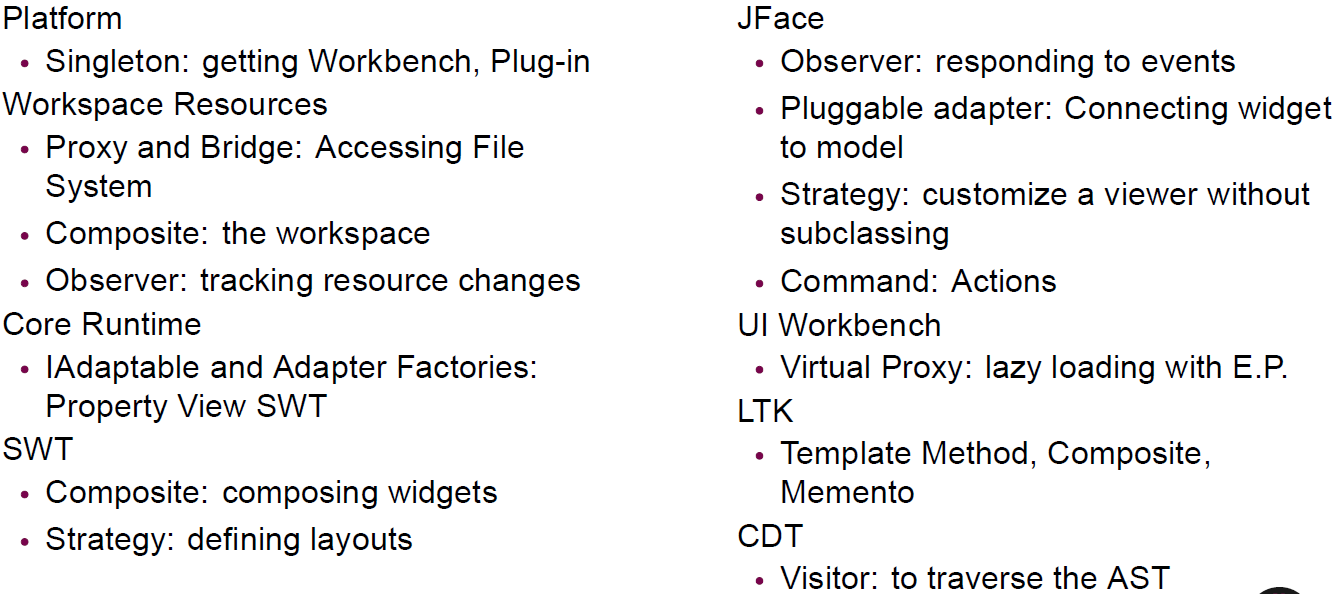 Platform
• Singleton: getting Workbench, Plug-in
Workspace Resources
• Proxy and Bridge: Accessing File
System
• Composite: the workspace
• Observer: tracking resource changes
Core Runtime
• IAdaptable and Adapter Factories:
Property View SWT
SWT
• Composite: composing widgets
• Strategy: defining layouts
JFace
• Observer: responding to events
• Pluggable adapter: Connecting widget
to model
• Strategy: customize a viewer without
subclassing
• Command: Actions
UI Workbench
• Virtual Proxy: lazy loading with E.P.
LTK
• Template Method, Composite,
Memento
CDT
• Visitor: to traverse the AST